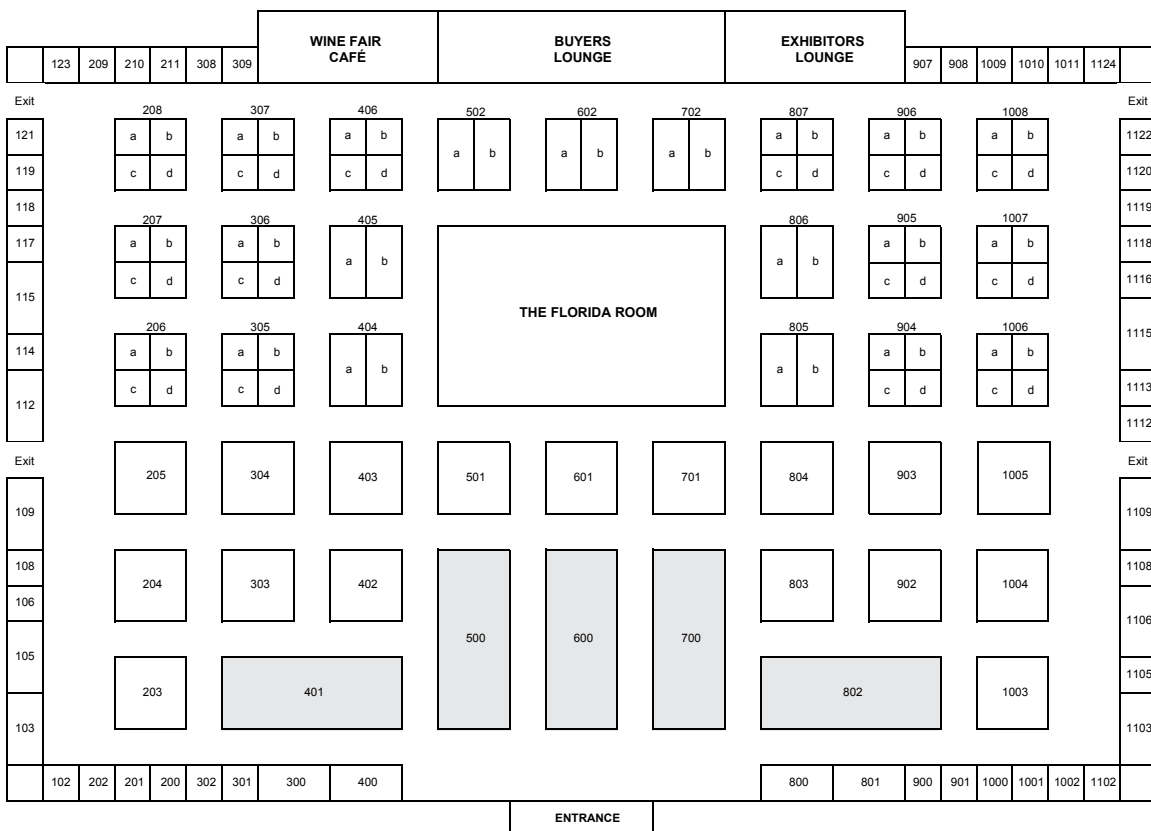 WINE FAIR
CAFÉ
BUYERS
LOUNGE
EXHIBITORS
LOUNGE
123 209 210 211 308 309
907 908 1009 1010 1011 1124
Exit
Exit
208 307 406 502 602 702 807 906 1008
121 a b a b a b a b a b a b a b a b a b 1122
119 c d c d c d c d c d c d 1120
118 1119
207 306 405 806 905 1007
117 a b a b a b a b a b a b 1118
115 c d c d c d c d 1116
THE FLORIDA ROOM
1115
206 305 404 805 904 1006
114 a b a b a b a b a b a b
112 c d c d c d c d 1113
1112
Exit
Exit
205 304 403 501 601 701 804 903 1005
109 1109
108 1108
204 303 402 803 902 1004
106 1106
500 600 700
105 1105
203 401 802 1003
103 1103
102 202 201 200 302 301 300 400
800 801 900 901 1000 1001 1002 1102
ENTRANCE